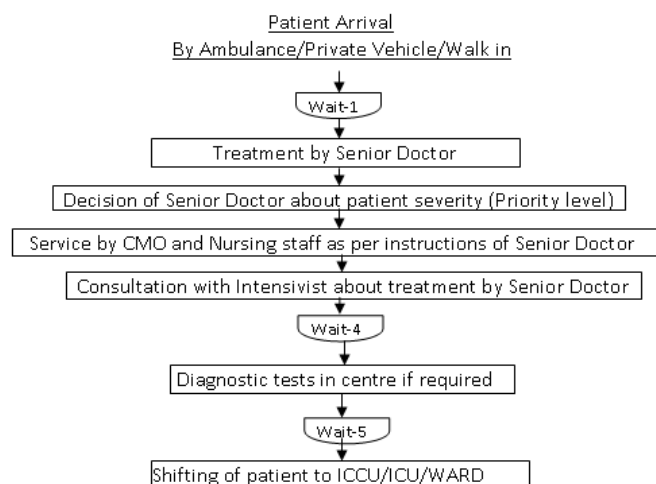 Patient Arrival
By Ambulance/Private Vehicle/Walk in
Wait-1
Treatment by Senior Doctor
Decision of Senior Doctor about patient severity (Priority level)
Service by CMO and Nursing staff as per instructions of Senior Doctor
Consultation with Intensivist about treatment by Senior Doctor
Wait-4
Diagnostic tests in centre if required
Wait-5
Shifting of patient to ICCU/ICU/WARD